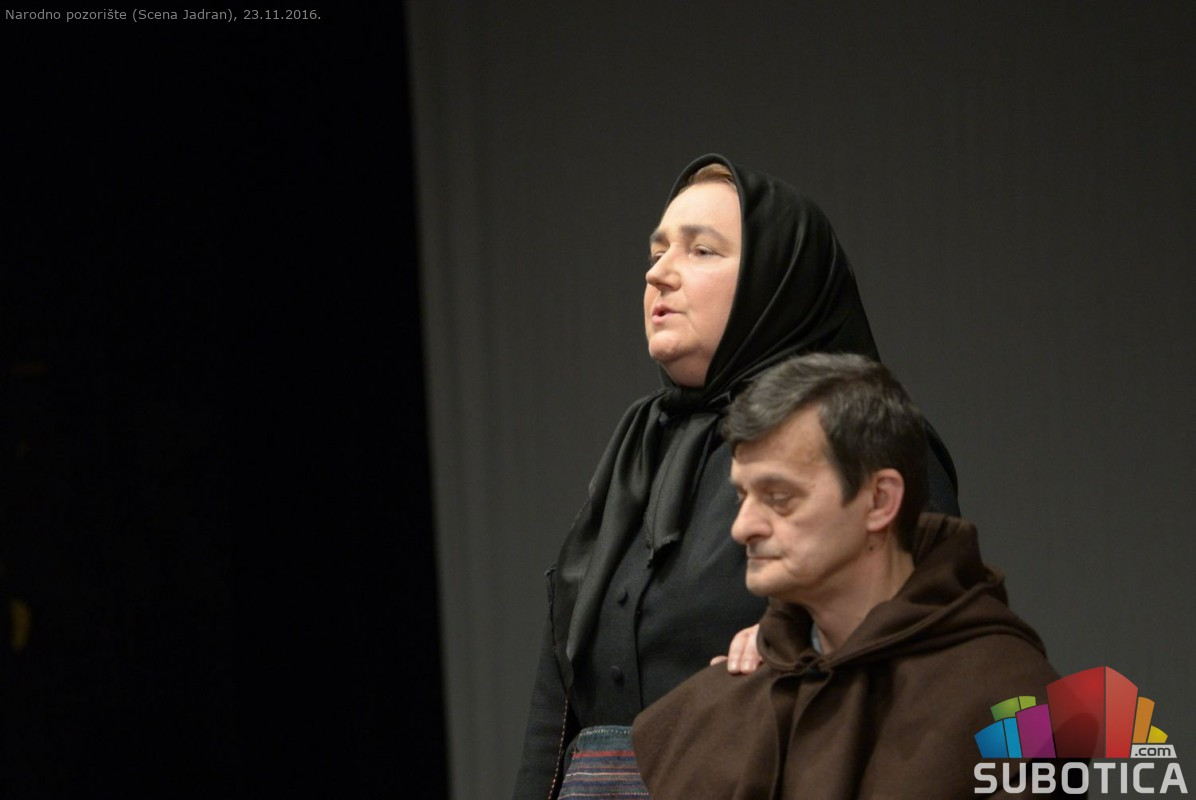 Narodno pozorište (Scena Jadran), 23.11.2016.
.com
SUBOTICA